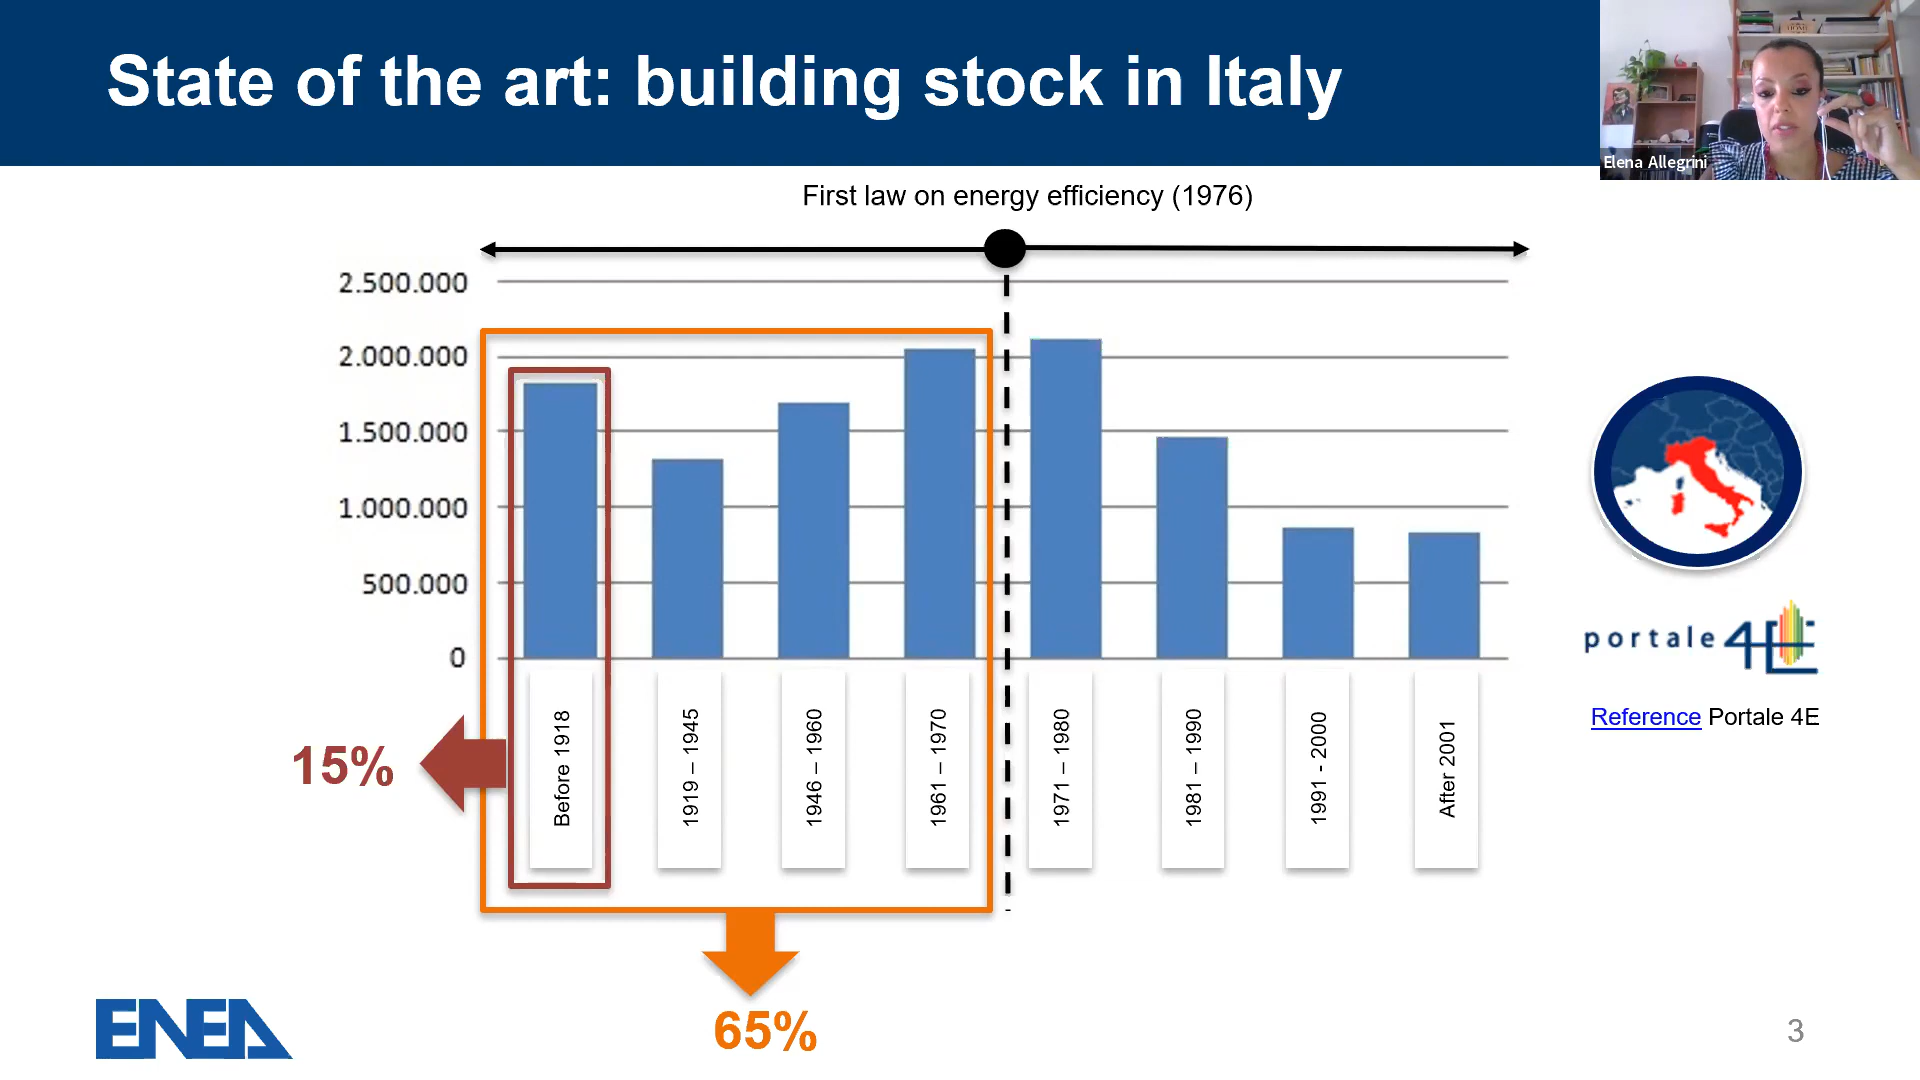 State of the art: building stock in Italy
Elena Allegrini
First law on energy efficiency (1976)
2.500.000
2.000.000
1.500.000
1.000.000
500.000
0
Before 1918
1919 – 1945
1946 – 1960
1961 – 1970
1971 – 1980
1981 – 1990
1991 - 2000
After 2001
15%
65%
portale 4E
Reference Portale 4E
ENEA
3